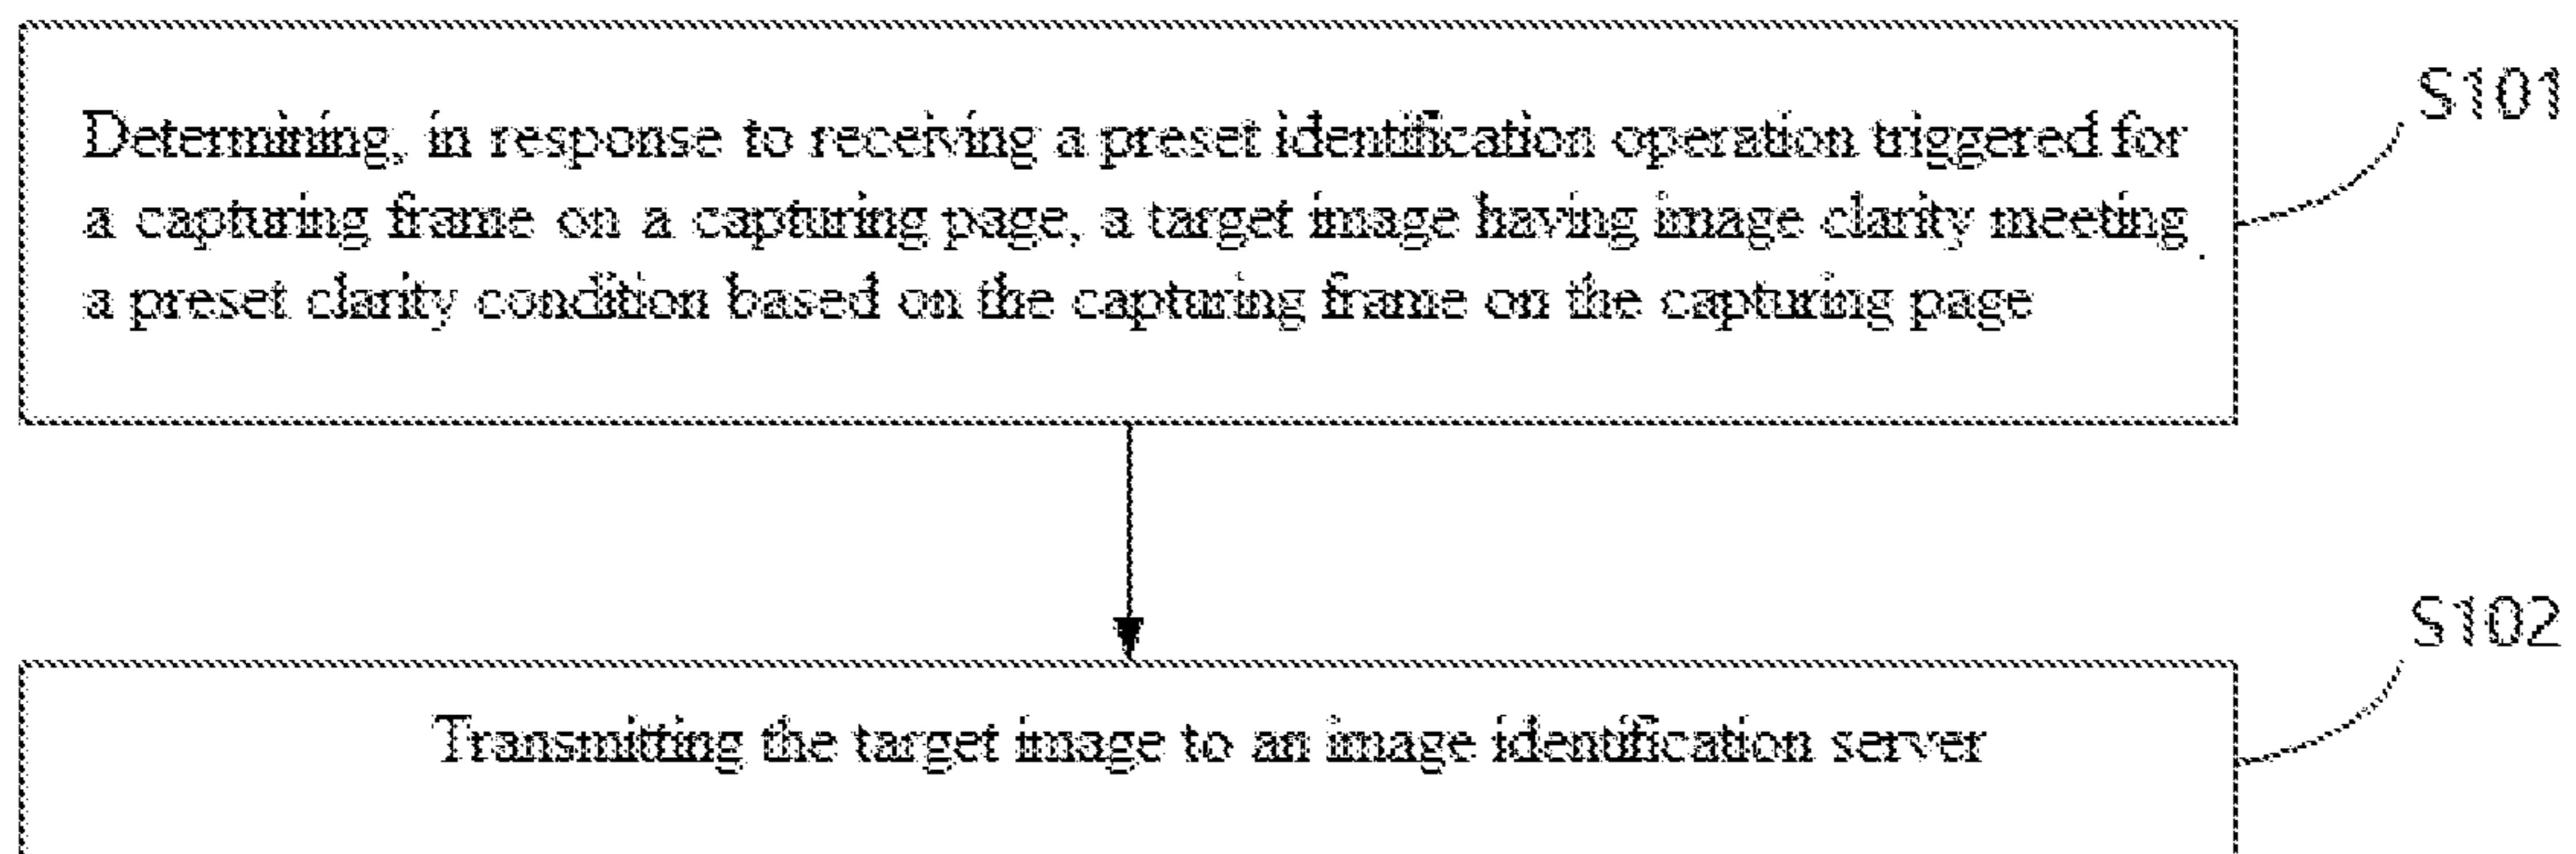 S101
Determining, in response to receiving a preset identification operation triggered for
a capturing frame on a capturing page, a target image having image clarity meeting
a preset clarity condition based on the capturing frame on the capturing page
S102
Transmitting the target image to an image identification server